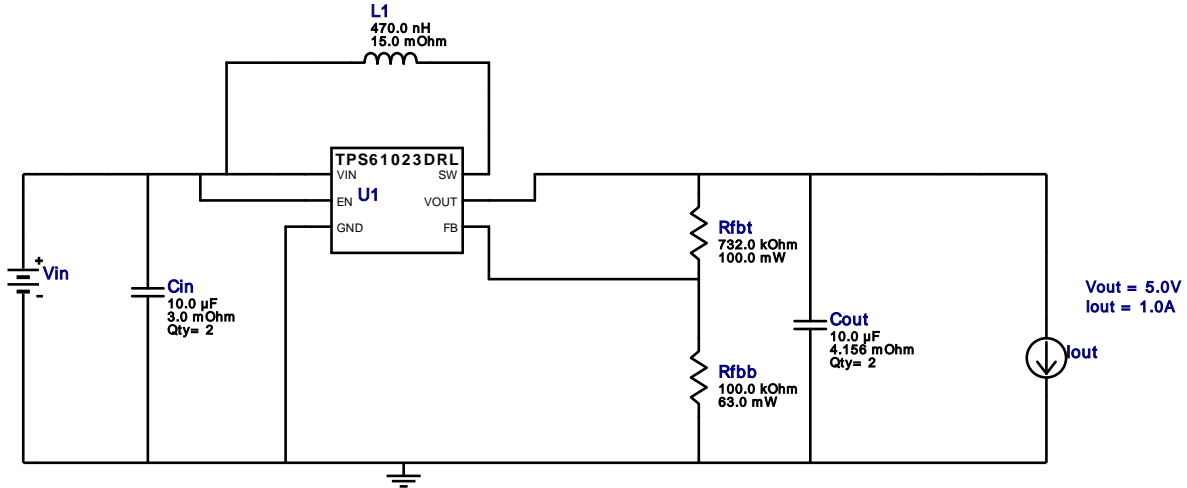 L1
470.0 nH
15.0 mOhm
TPS61023DRL
VIN
SW
EN
U1
VOUT
GND
FB
+
Vin
-
Cin
10.0 µF
3.0 mOhm
Qty= 2
Rfbt
732.0 kOhm
100.0 mW
Rfbb
100.0 kOhm
63.0 mW
Cout
10.0 µF
4.156 mOhm
Qty= 2
Iout
Vout = 5.0V
Iout = 1.0A